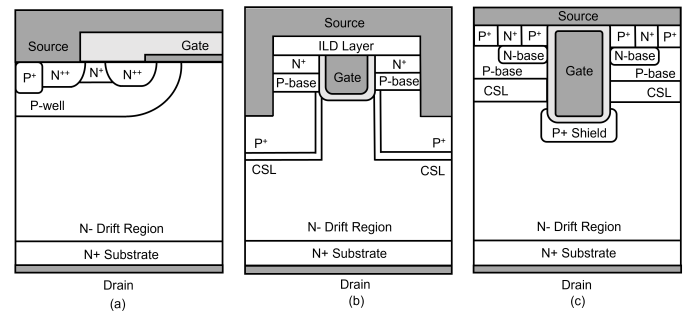 Source
Gate
P+
N++
N+
N++
P-well
N- Drift Region
N+ Substrate
Drain
(a)
Source
ILD Layer
N+
N+
P-base
Gate
P-base
P+
P+
CSL
CSL
N- Drift Region
N+ Substrate
Drain
(b)
Source
P+ N+ P+
P+ N+ P+
N-base
N-base
P-base
Gate
P-base
CSL
CSL
P+ Shield
N- Drift Region
N+ Substrate
Drain
(c)